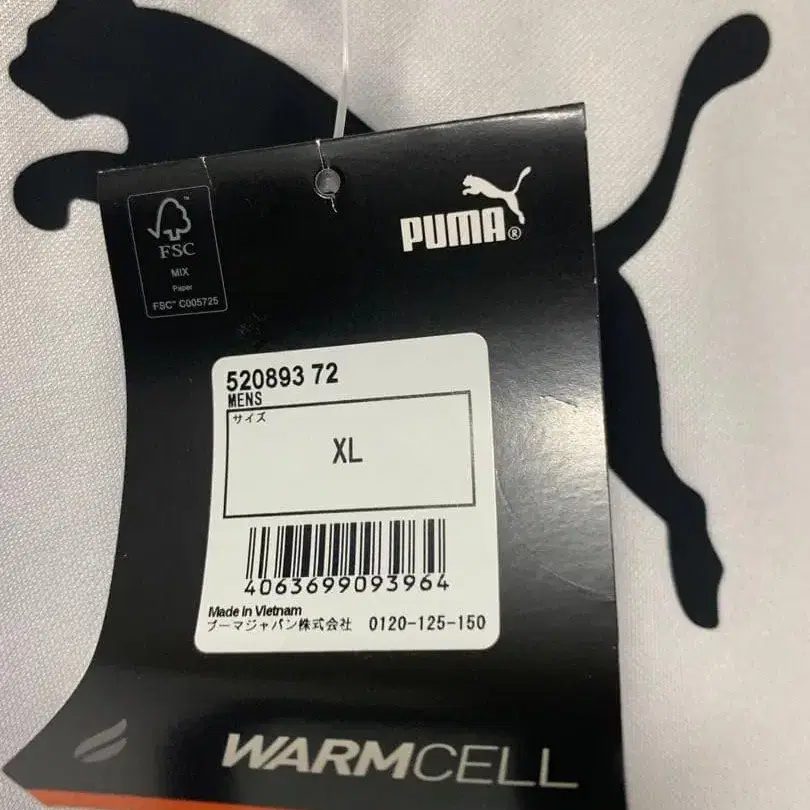 FSC
MIX
Paper
FSC™ C005725
PUMA®
520893 72
MENS
サイズ
XL
4063699093964
Made in Vietnam
プーマジャパン株式会社 0120-125-150
WARMCELL